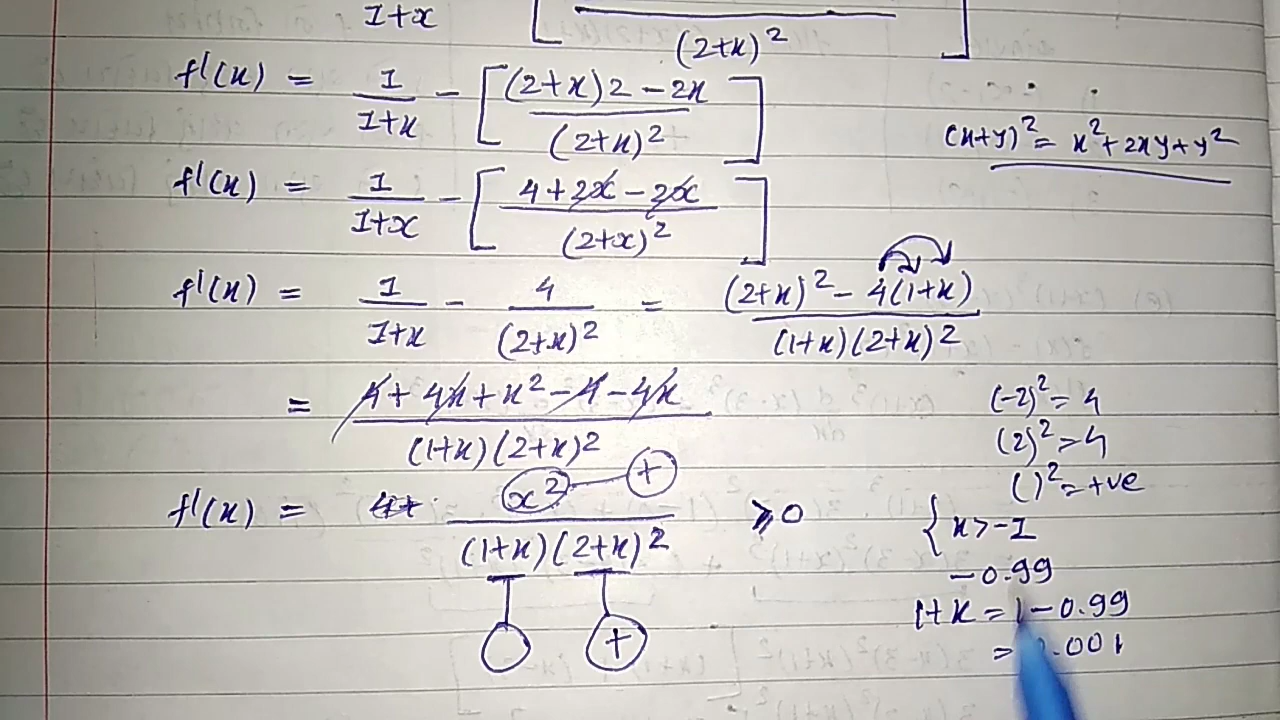 1+x (2+x)²
f'(x) = 1/(1+x) - [((2+x)2 - 2x)/(2+x)²]
(x+y)² = x² + 2xy + y²
f'(x) = 1/(1+x) - [(4 + 2x - 2x)/(2+x)²]
f'(x) = 1/(1+x) - 4/(2+x)² = ((2+x)² - 4(1+x))/((1+x)(2+x)²)
= (4 + 4x + x² - 4 - 4x)/((1+x)(2+x)²)
(-2)² = 4
(2)² = 4
()² = +ve
f'(x) = x²/((1+x)(2+x)²) ≥ 0
+
+
{ x > -1
-0.99
1+x = 1 - 0.99
= .001